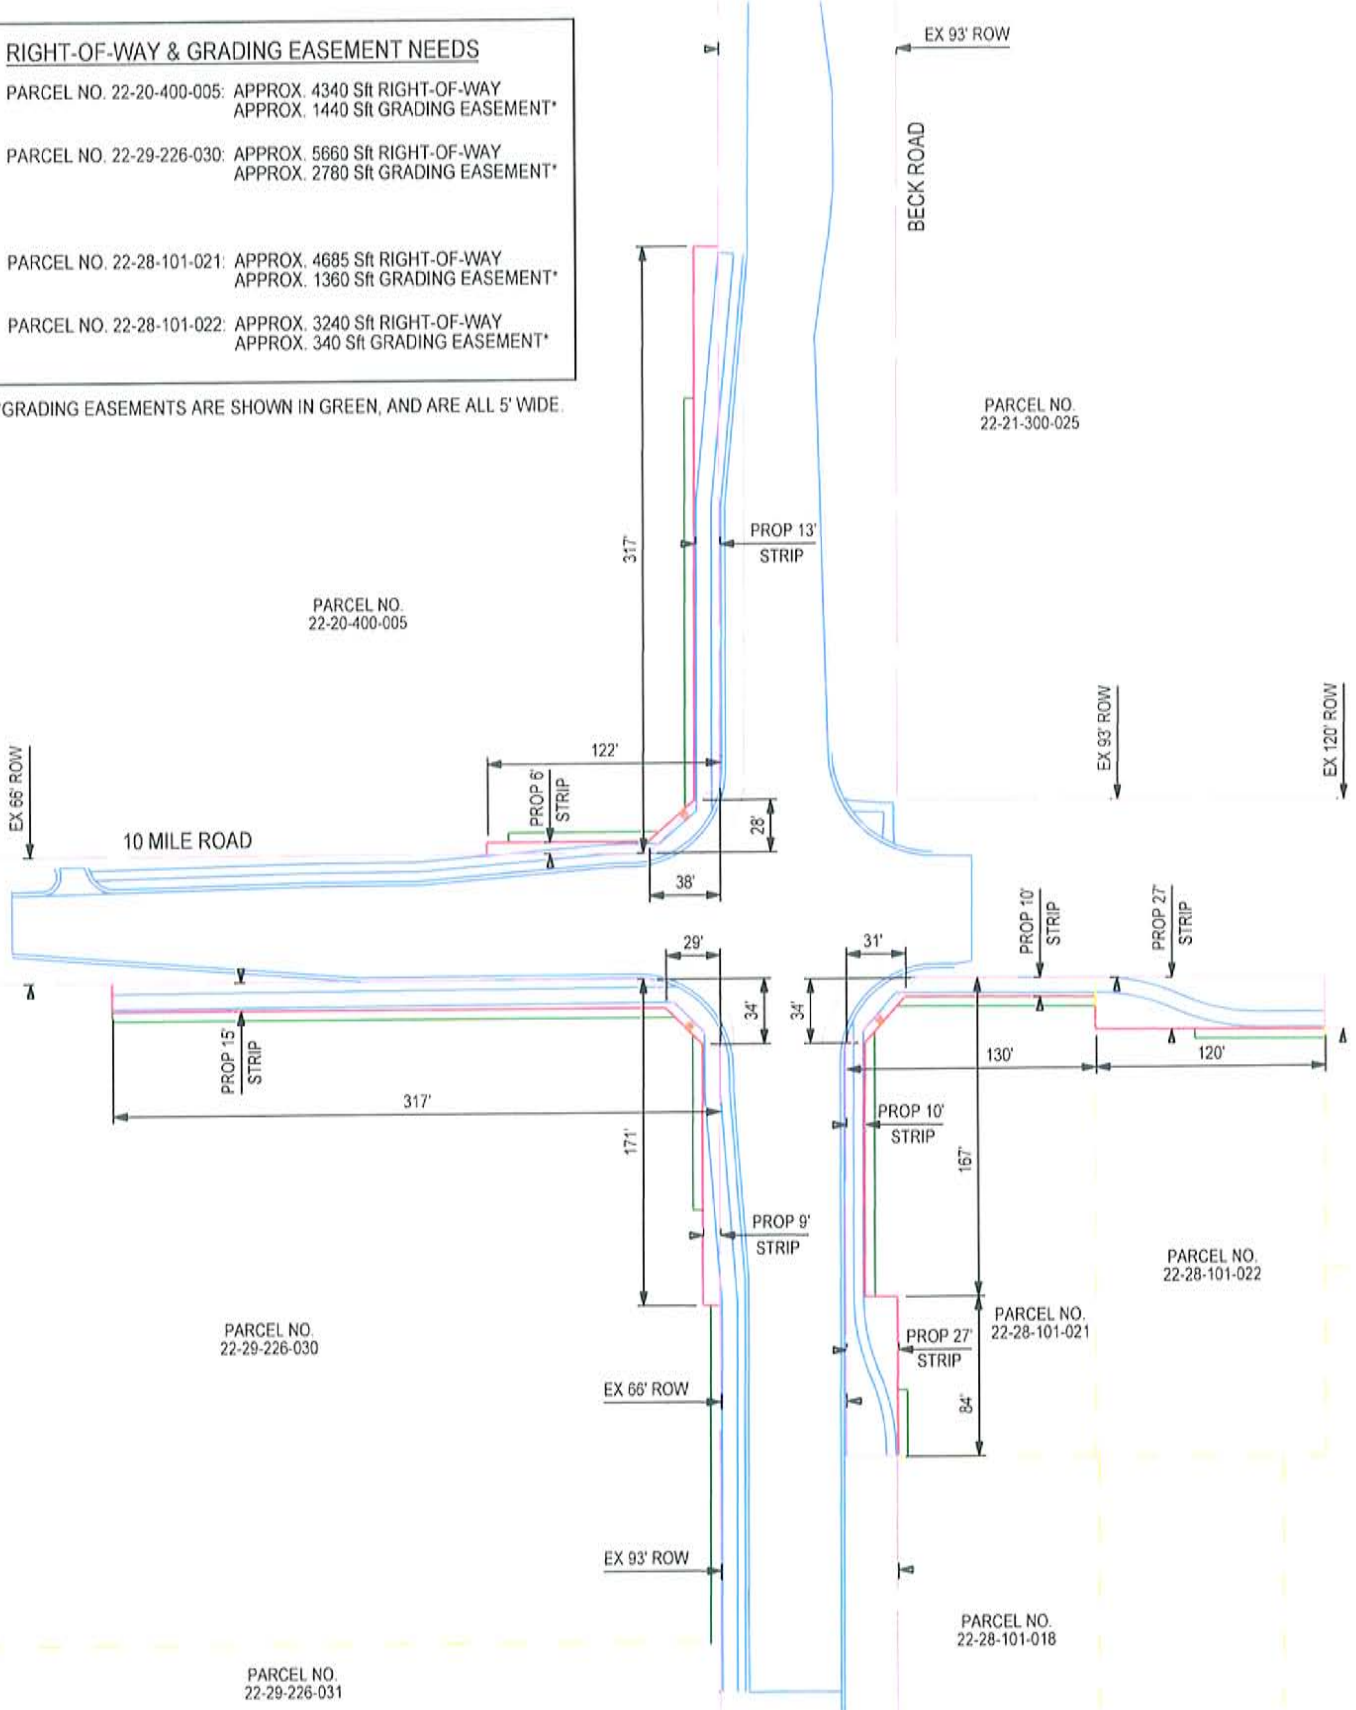 RIGHT-OF-WAY & GRADING EASEMENT NEEDS
PARCEL NO. 22-20-400-005: APPROX. 4340 Sft RIGHT-OF-WAY
APPROX. 1440 Sft GRADING EASEMENT*
PARCEL NO. 22-29-226-030: APPROX. 5660 Sft RIGHT-OF-WAY
APPROX. 2780 Sft GRADING EASEMENT*
PARCEL NO. 22-28-101-021: APPROX. 4685 Sft RIGHT-OF-WAY
APPROX. 1360 Sft GRADING EASEMENT*
PARCEL NO. 22-28-101-022: APPROX. 3240 Sft RIGHT-OF-WAY
APPROX. 340 Sft GRADING EASEMENT*
*GRADING EASEMENTS ARE SHOWN IN GREEN, AND ARE ALL 5' WIDE.
EX 93' ROW
BECK ROAD
PARCEL NO.
22-21-300-025
317'
PROP 13'
STRIP
PARCEL NO.
22-20-400-005
EX 66' ROW
122'
PROP 6'
STRIP
28'
EX 93' ROW
EX 120' ROW
10 MILE ROAD
38'
29'
31'
PROP 10'
STRIP
PROP 27'
STRIP
34'
34'
PROP 15'
STRIP
130'
120'
317'
171'
PROP 10'
STRIP
167'
PROP 9'
STRIP
PARCEL NO.
22-28-101-022
PARCEL NO.
22-28-101-021
PARCEL NO.
22-29-226-030
PROP 27'
STRIP
EX 66' ROW
84'
EX 93' ROW
PARCEL NO.
22-28-101-018
PARCEL NO.
22-29-226-031